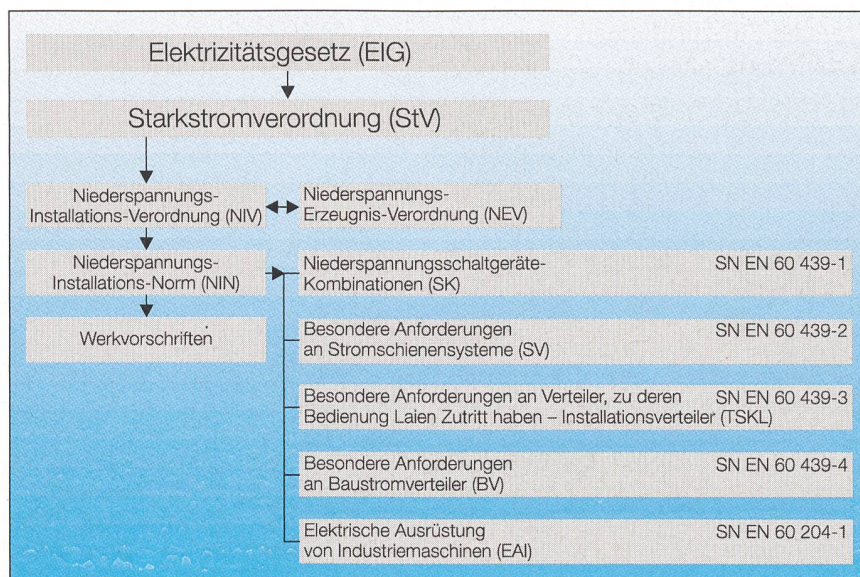 Elektrizitätsgesetz (ElG)
Starkstromverordnung (StV)
Niederspannungs-
Installations-Verordnung (NIV)
Niederspannungs-
Erzeugnis-Verordnung (NEV)
Niederspannungs-
Installations-Norm (NIN)
Niederspannungsschaltgeräte-
Kombinationen (SK)
SN EN 60 439-1
Werkvorschriften
Besondere Anforderungen
an Stromschienensysteme (SV)
SN EN 60 439-2
Besondere Anforderungen an Verteiler, zu deren
Bedienung Laien Zutritt haben – Installationsverteiler (TSKL)
SN EN 60 439-3
Besondere Anforderungen
an Baustromverteiler (BV)
SN EN 60 439-4
Elektrische Ausrüstung
von Industriemaschinen (EAI)
SN EN 60 204-1